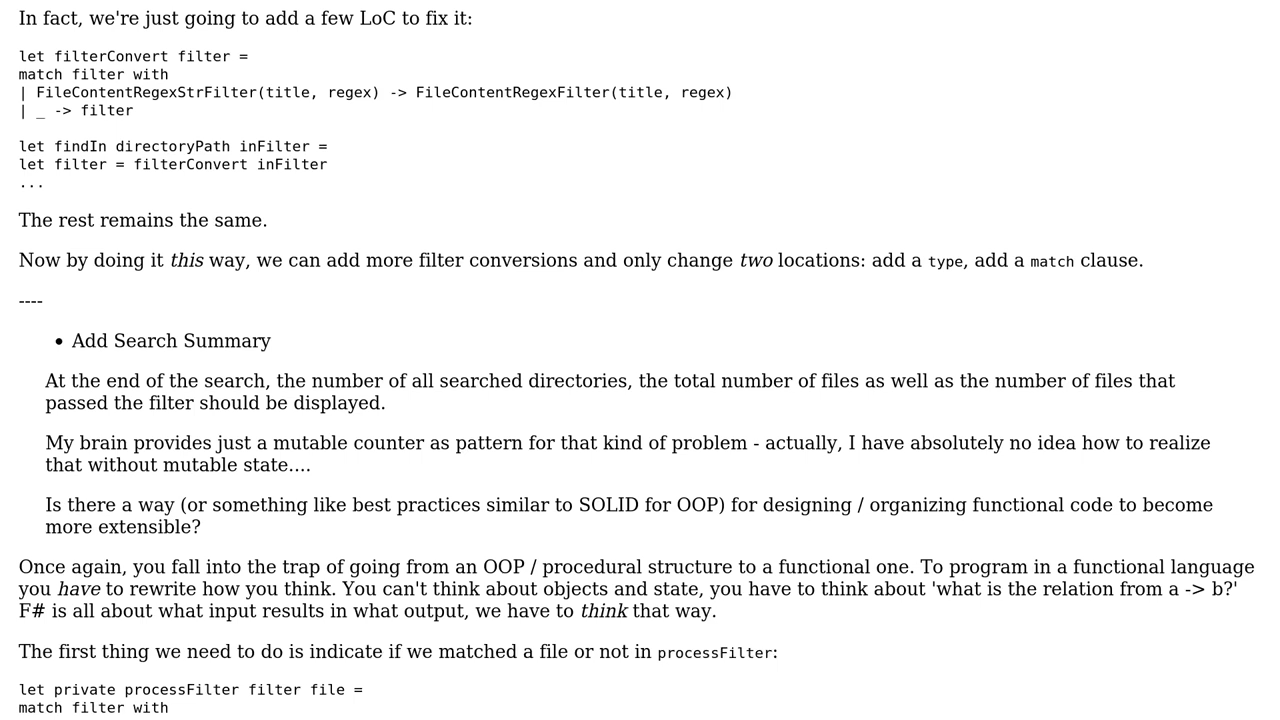 In fact, we're just going to add a few LoC to fix it:
let filterConvert filter =
match filter with
| FileContentRegexStrFilter(title, regex) -> FileContentRegexFilter(title, regex)
| _ -> filter
let findIn directoryPath inFilter =
let filter = filterConvert inFilter
...
The rest remains the same.
Now by doing it this way, we can add more filter conversions and only change two locations: add a type, add a match clause.
----
• Add Search Summary
At the end of the search, the number of all searched directories, the total number of files as well as the number of files that
passed the filter should be displayed.
My brain provides just a mutable counter as pattern for that kind of problem - actually, I have absolutely no idea how to realize
that without mutable state....
Is there a way (or something like best practices similar to SOLID for OOP) for designing / organizing functional code to become
more extensible?
Once again, you fall into the trap of going from an OOP / procedural structure to a functional one. To program in a functional language
you have to rewrite how you think. You can't think about objects and state, you have to think about 'what is the relation from a -> b?'
F# is all about what input results in what output, we have to think that way.
The first thing we need to do is indicate if we matched a file or not in processFilter:
let private processFilter filter file =
match filter with